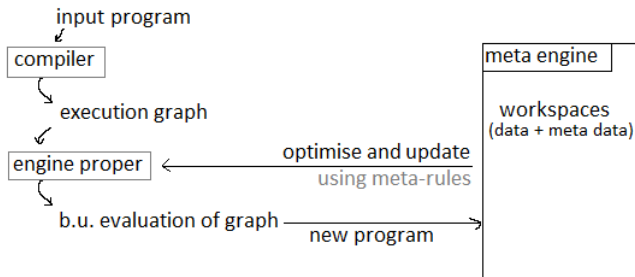 input program
compiler
execution graph
engine proper
b.u. evaluation of graph
optimise and update
using meta-rules
new program
meta engine
workspaces
(data + meta data)